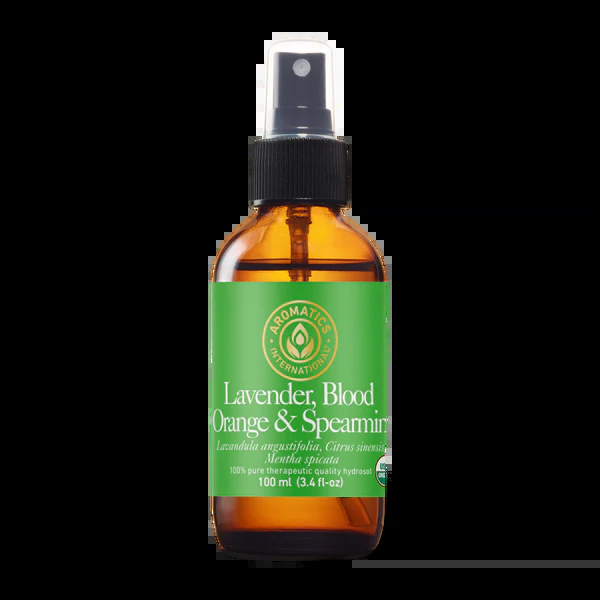 AROMATICS
INTERNATIONAL
Lavender, Blood
Orange & Spearmin
Lavandula angustifolia, Citrus sinensis
Mentha spicata
100% pure therapeutic quality hydrosol
100 ml (3.4 fl-oz)